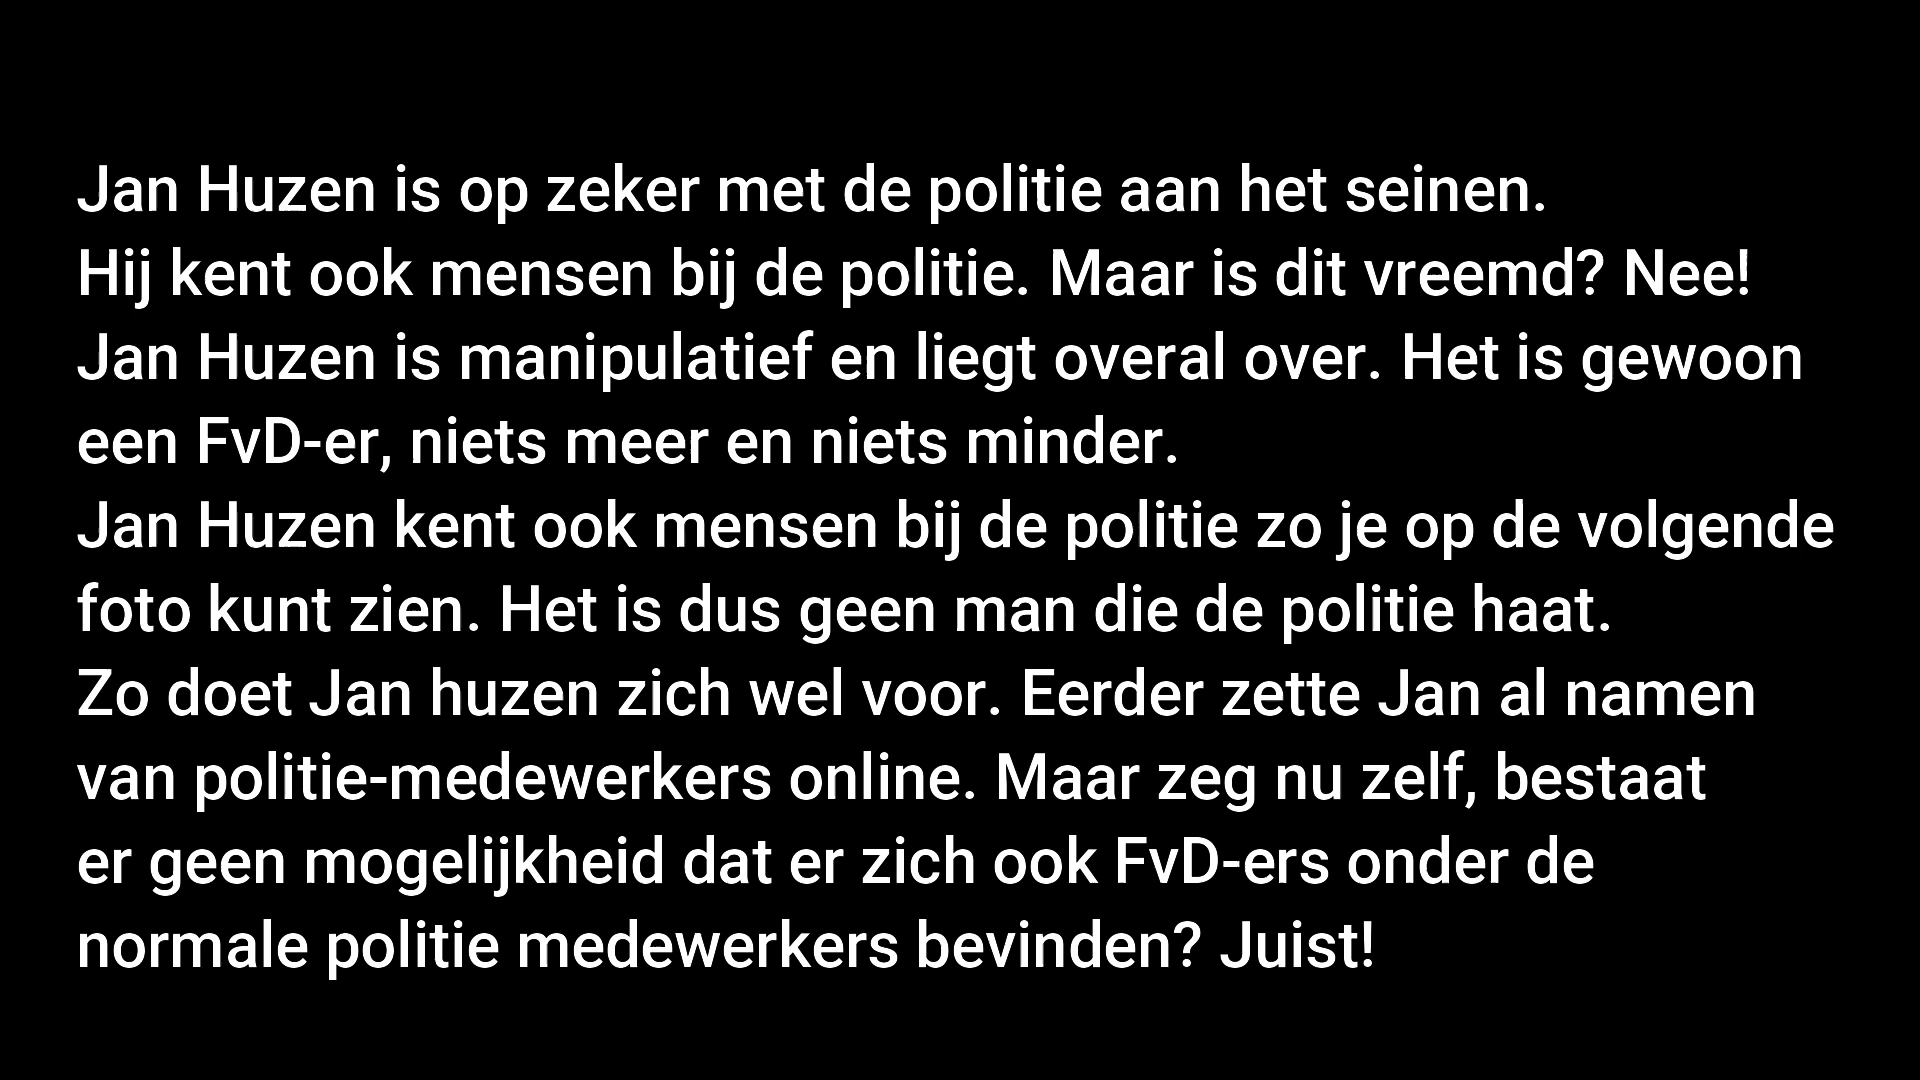 Jan Huzen is op zeker met de politie aan het seinen.
Hij kent ook mensen bij de politie. Maar is dit vreemd? Nee!
Jan Huzen is manipulatief en liegt overal over. Het is gewoon
een FvD-er, niets meer en niets minder.
Jan Huzen kent ook mensen bij de politie zo je op de volgende
foto kunt zien. Het is dus geen man die de politie haat.
Zo doet Jan huzen zich wel voor. Eerder zette Jan al namen
van politie-medewerkers online. Maar zeg nu zelf, bestaat
er geen mogelijkheid dat er zich ook FvD-ers onder de
normale politie medewerkers bevinden? Juist!